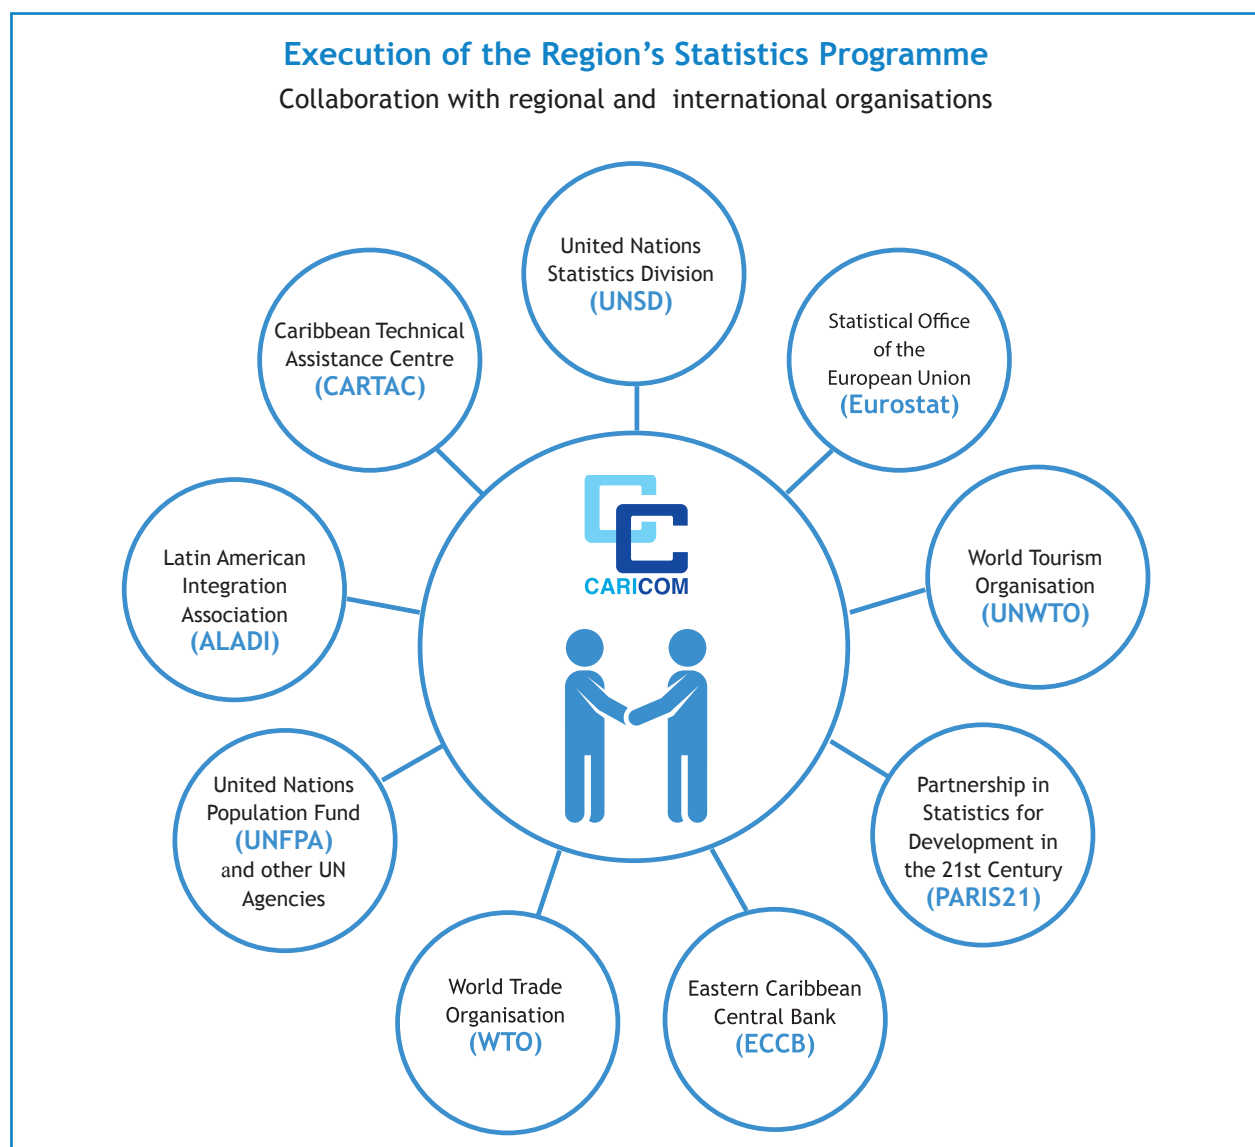 Execution of the Region’s Statistics Programme
Collaboration with regional and international organisations
United Nations
Statistics Division
(UNSD)
Statistical Office
of the
European Union
(Eurostat)
World Tourism
Organisation
(UNWTO)
Partnership in
Statistics for
Development in
the 21st Century
(PARIS21)
Eastern Caribbean
Central Bank
(ECCB)
World Trade
Organisation
(WTO)
United Nations
Population Fund
(UNFPA)
and other UN
Agencies
Latin American
Integration
Association
(ALADI)
Caribbean Technical
Assistance Centre
(CARTAC)
CARICOM